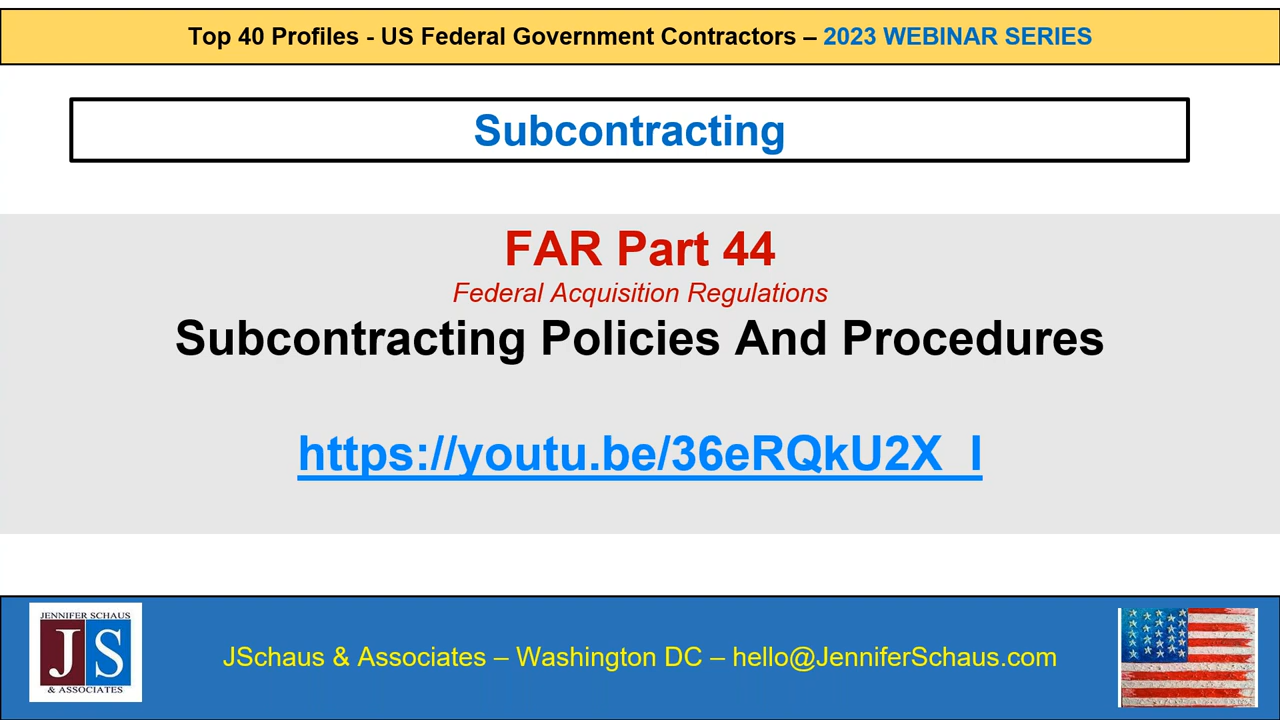 Top 40 Profiles - US Federal Government Contractors – 2023 WEBINAR SERIES
Subcontracting
FAR Part 44
Federal Acquisition Regulations
Subcontracting Policies And Procedures
https://youtu.be/36eRQkU2X_I
JENNIFER SCHAUS
JS
& ASSOCIATES
JSchaus & Associates – Washington DC – hello@JenniferSchaus.com